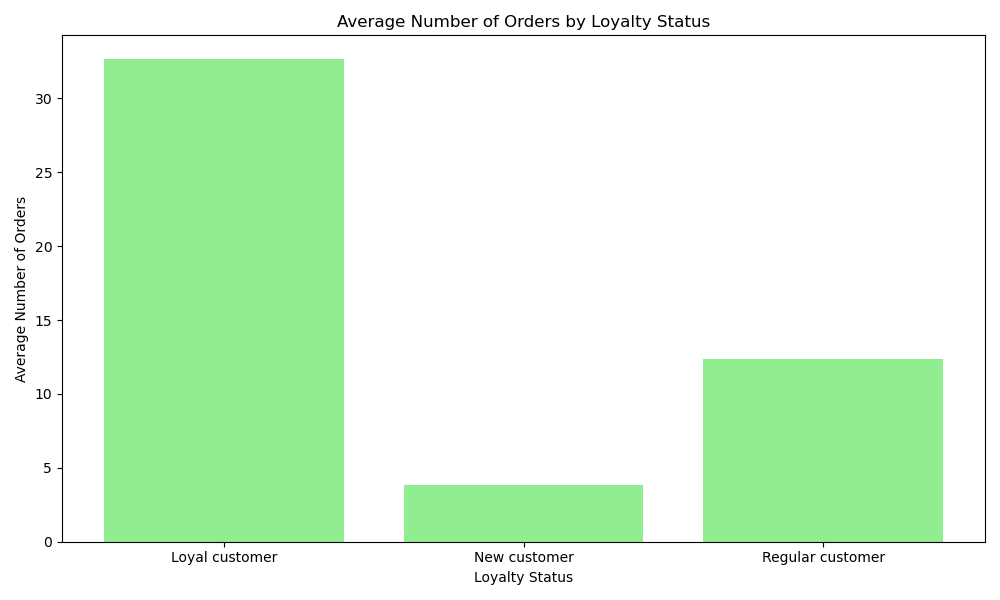 Average Number of Orders by Loyalty Status
Average Number of Orders
30
25
20
15
10
5
0
Loyal customer
New customer
Regular customer
Loyalty Status